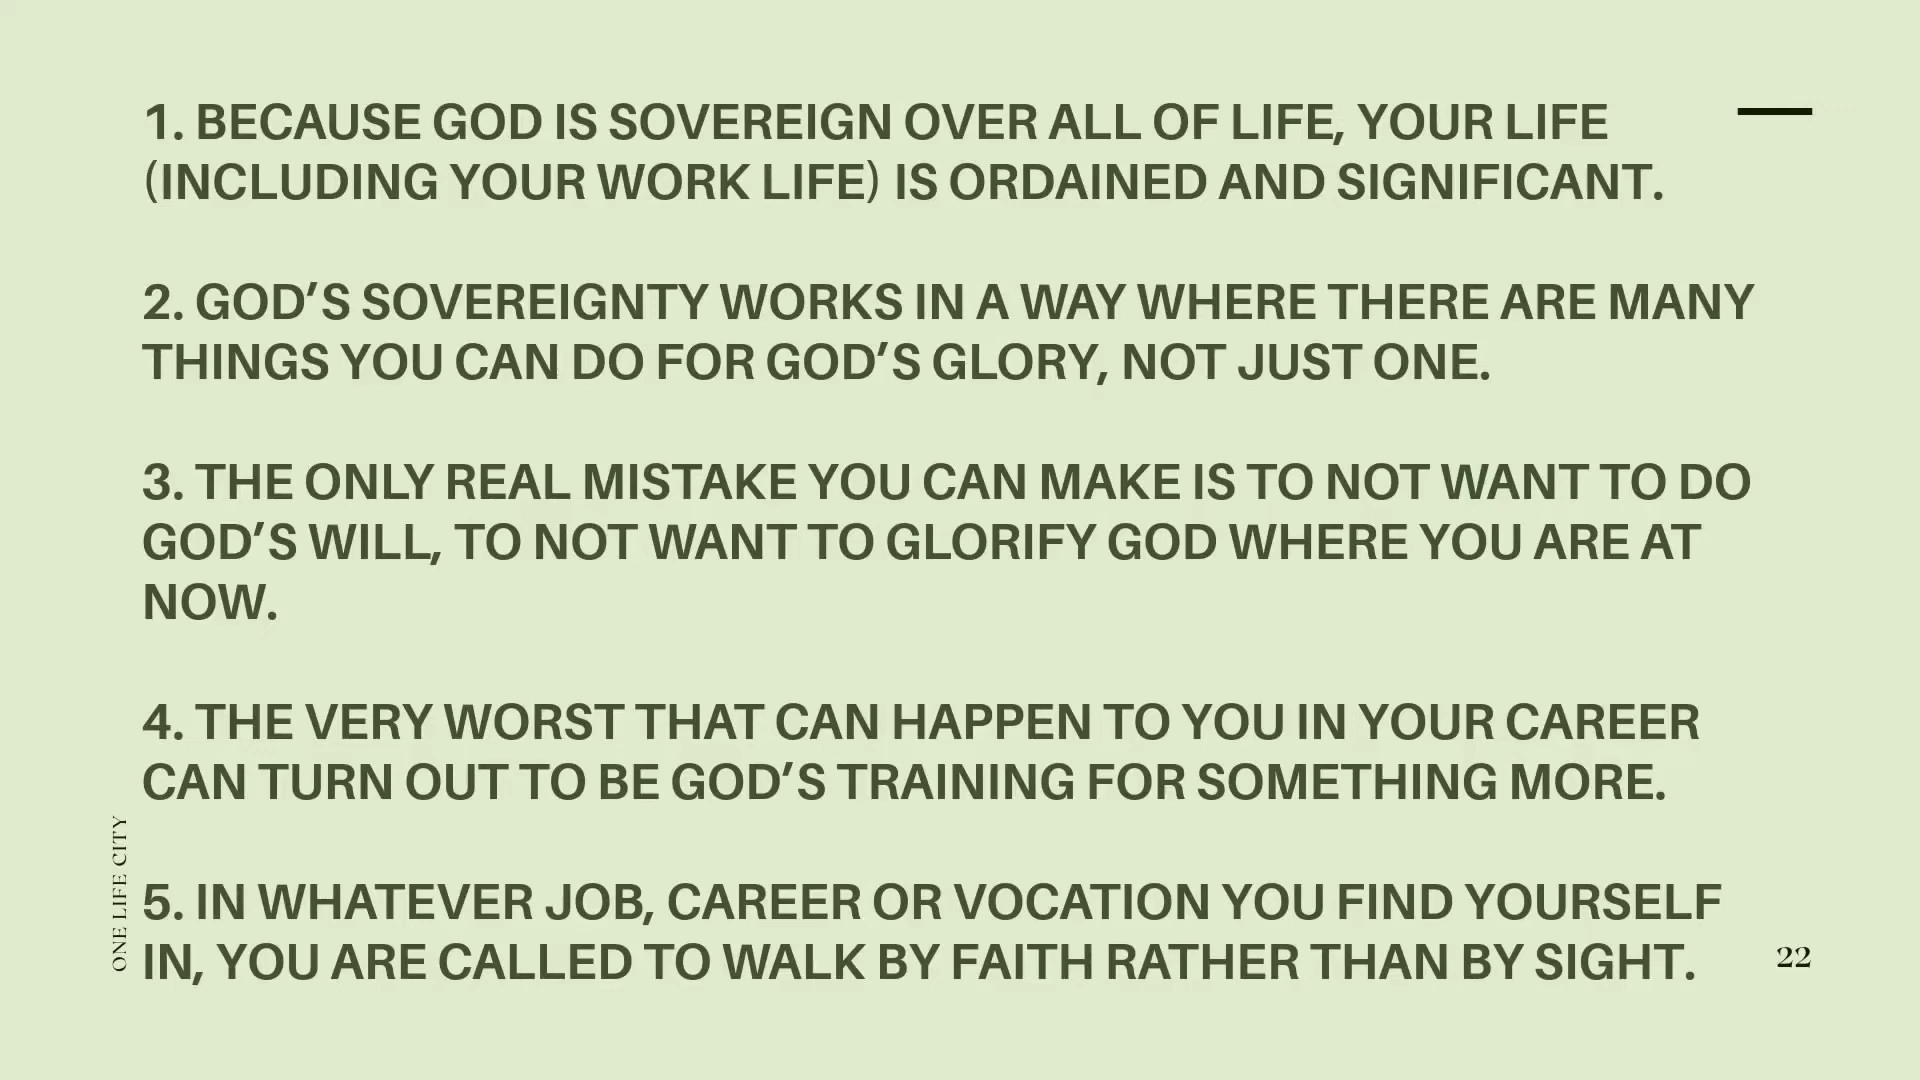 1. BECAUSE GOD IS SOVEREIGN OVER ALL OF LIFE, YOUR LIFE
(INCLUDING YOUR WORK LIFE) IS ORDAINED AND SIGNIFICANT.
2. GOD’S SOVEREIGNTY WORKS IN A WAY WHERE THERE ARE MANY
THINGS YOU CAN DO FOR GOD’S GLORY, NOT JUST ONE.
3. THE ONLY REAL MISTAKE YOU CAN MAKE IS TO NOT WANT TO DO
GOD’S WILL, TO NOT WANT TO GLORIFY GOD WHERE YOU ARE AT
NOW.
4. THE VERY WORST THAT CAN HAPPEN TO YOU IN YOUR CAREER
CAN TURN OUT TO BE GOD’S TRAINING FOR SOMETHING MORE.
5. IN WHATEVER JOB, CAREER OR VOCATION YOU FIND YOURSELF
IN, YOU ARE CALLED TO WALK BY FAITH RATHER THAN BY SIGHT.
ONE LIFE CITY
22